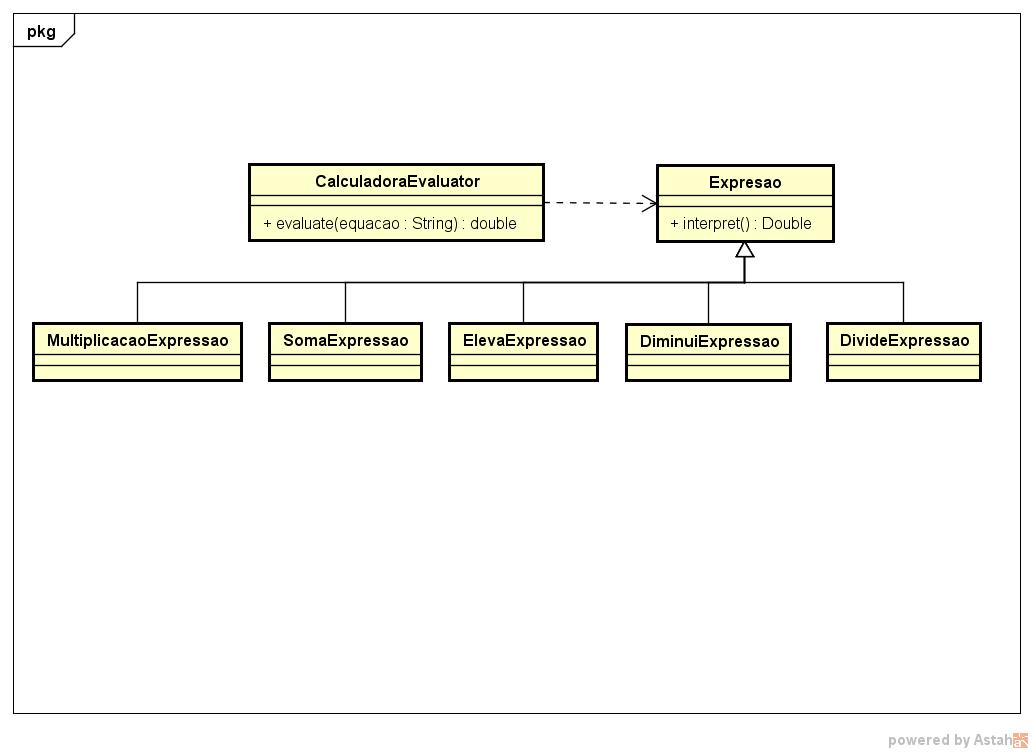 pkg
CalculadoraEvaluator
+ evaluate(equacao : String) : double
Expresao
+ interpret() : Double
MultiplicacaoExpressao
SomaExpressao
ElevaExpressao
DiminuiExpressao
DivideExpressao
powered by Astah